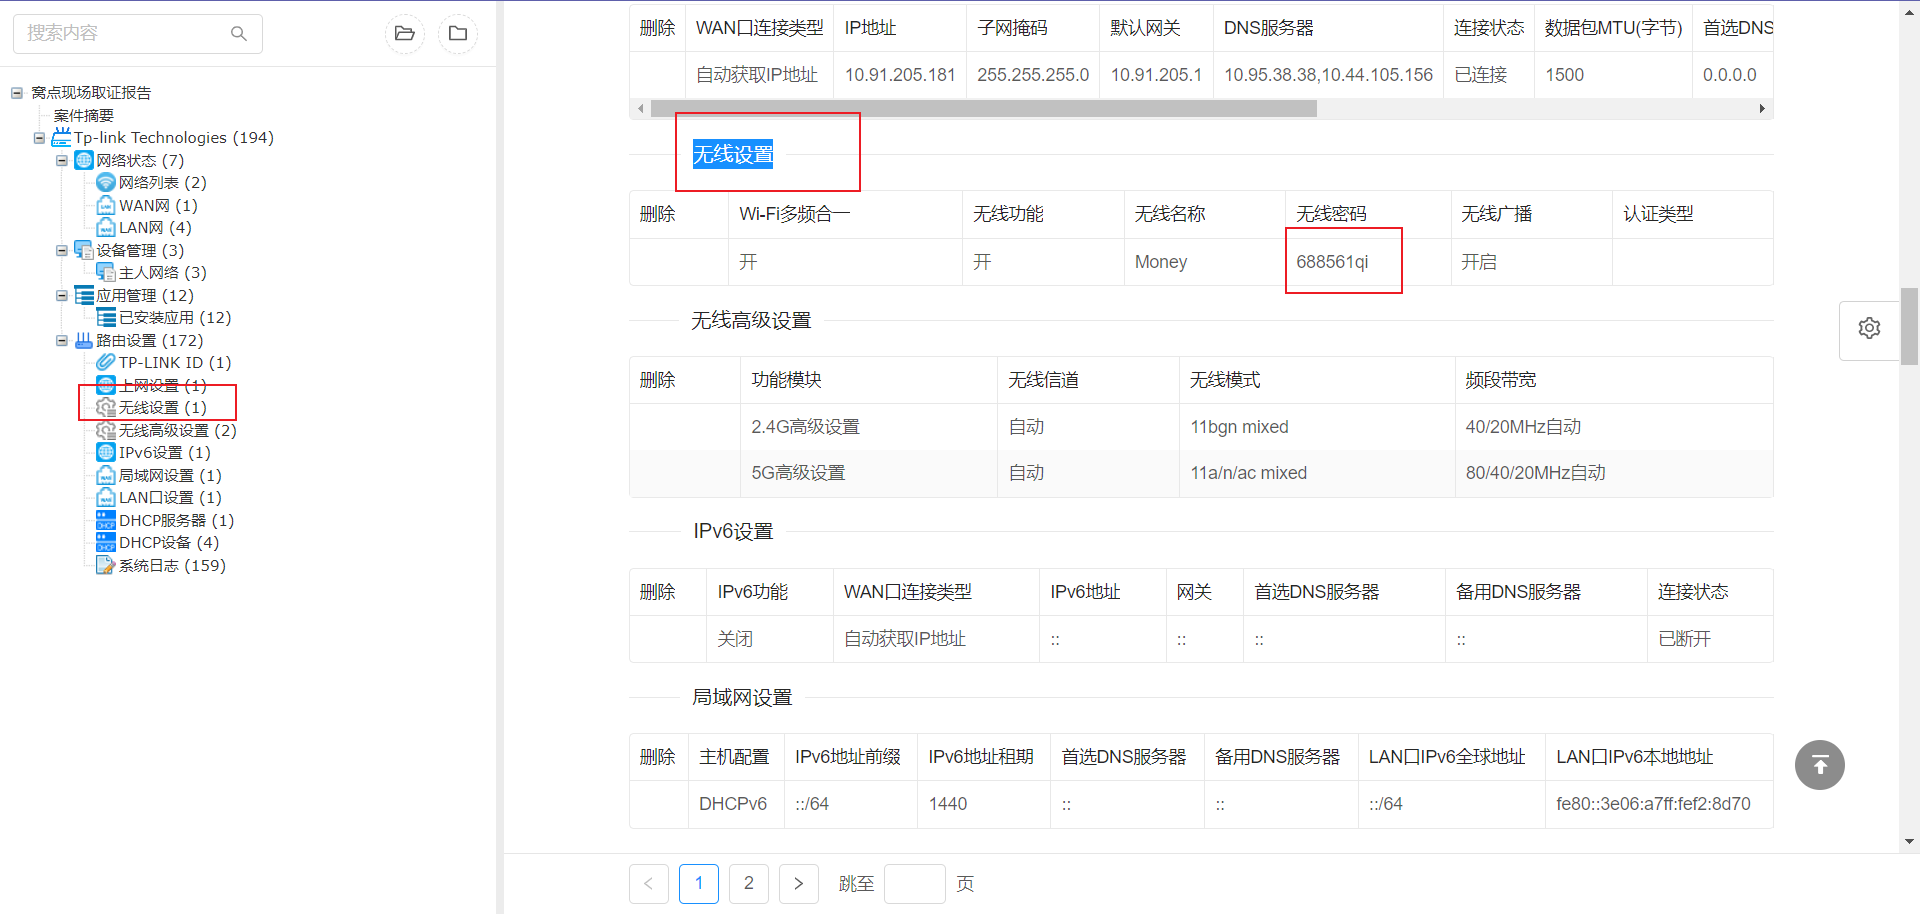 搜索内容
窝点现场取证报告
案件摘要
Tp-link Technologies (194)
网络状态 (7)
网络列表 (2)
WAN网 (1)
LAN网 (4)
设备管理 (3)
主人网络 (3)
应用管理 (12)
已安装应用 (12)
路由设置 (172)
TP-LINK ID (1)
上网设置 (1)
无线设置 (1)
无线高级设置 (2)
IPv6设置 (1)
局域网设置 (1)
LAN口设置 (1)
DHCP服务器 (1)
DHCP设备 (4)
系统日志 (159)
删除 WAN口连接类型 IP地址 子网掩码 默认网关 DNS服务器 连接状态 数据包MTU(字节) 首选DNS
自动获取IP地址 10.91.205.181 255.255.255.0 10.91.205.1 10.95.38.38,10.44.105.156 已连接 1500 0.0.0.0
无线设置
删除 Wi-Fi多频合一 无线功能 无线名称 无线密码 无线广播 认证类型
开 开 Money 688561qi 开启
无线高级设置
删除 功能模块 无线信道 无线模式 频段带宽
2.4G高级设置 自动 11bgn mixed 40/20MHz自动
5G高级设置 自动 11a/n/ac mixed 80/40/20MHz自动
IPv6设置
删除 IPv6功能 WAN口连接类型 IPv6地址 网关 首选DNS服务器 备用DNS服务器 连接状态
关闭 自动获取IP地址 :: :: :: :: 已断开
局域网设置
删除 主机配置 IPv6地址前缀 IPv6地址租期 首选DNS服务器 备用DNS服务器 LAN口IPv6全球地址 LAN口IPv6本地地址
DHCPv6 ::/64 1440 :: :: ::/64 fe80::3e06:a7ff:fef2:8d70
< 1 2 > 跳至 页